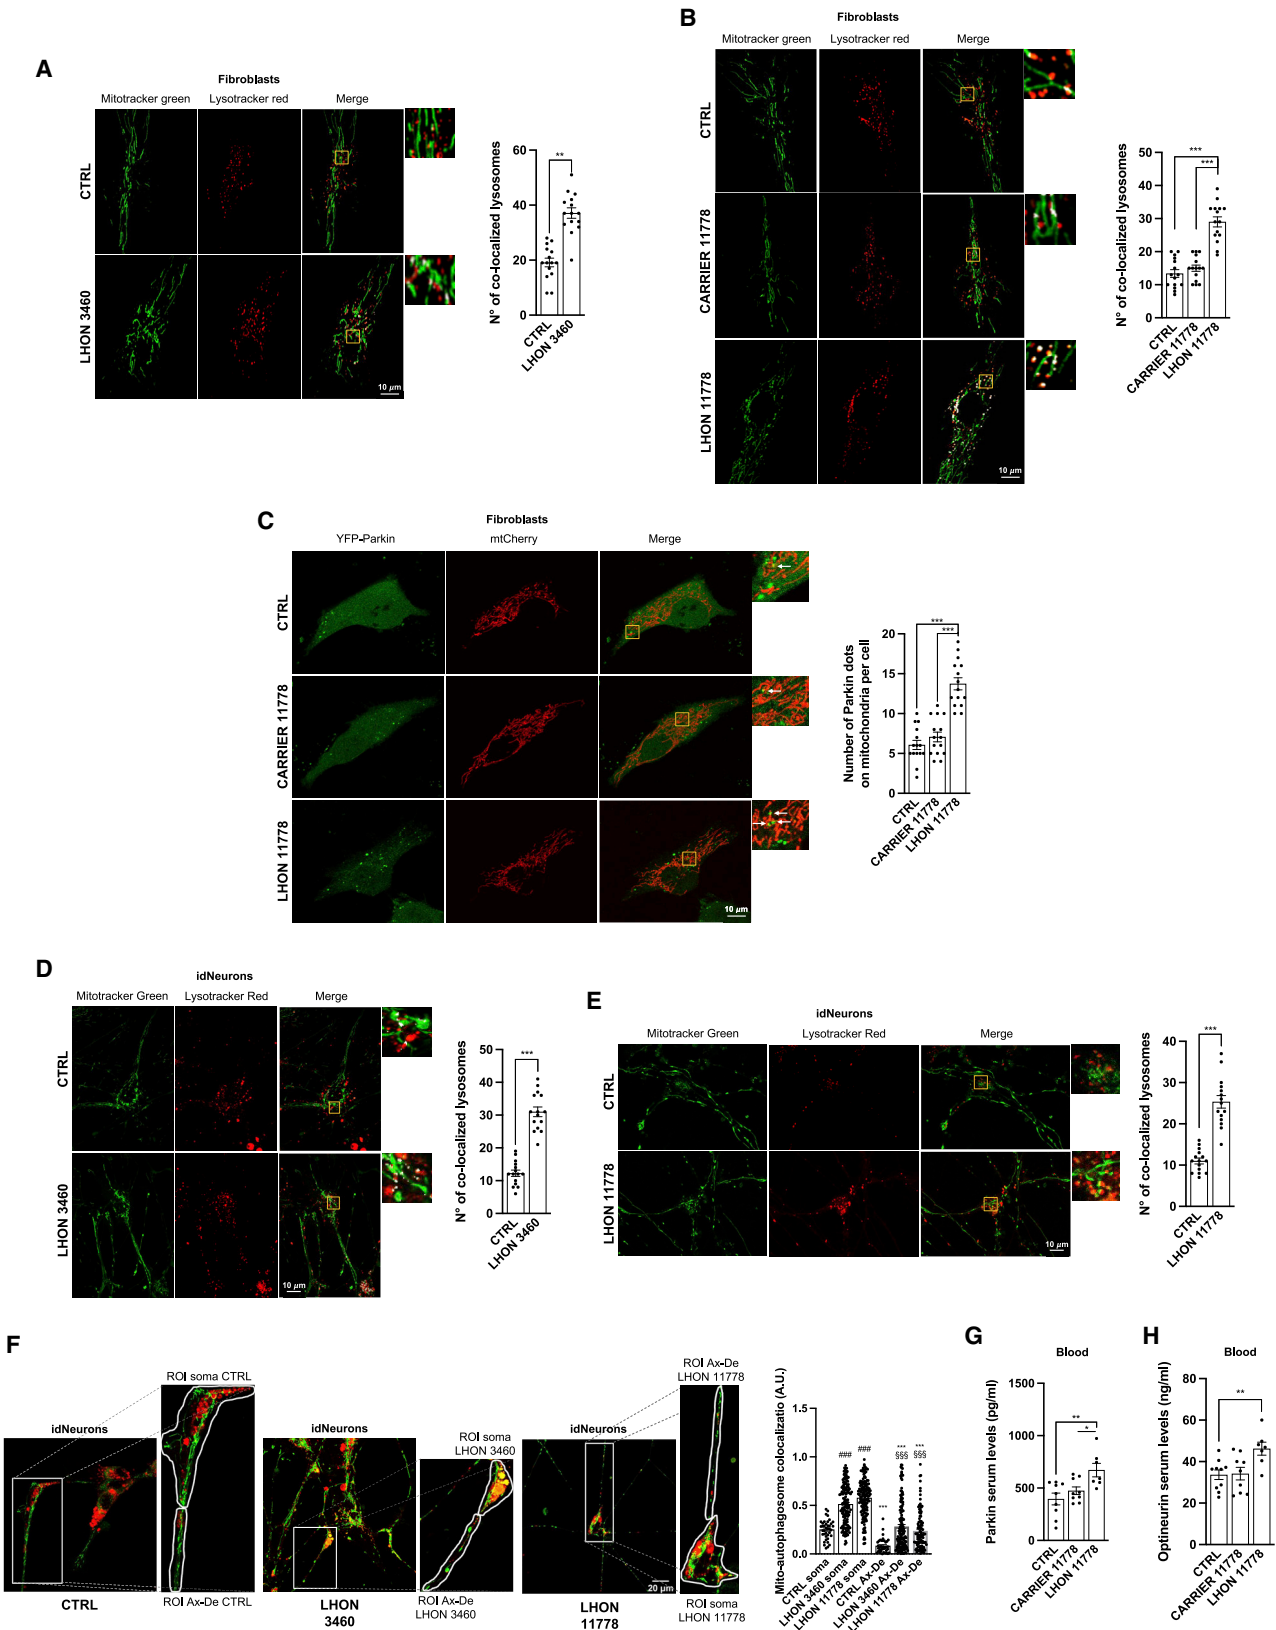 A
Fibroblasts
Mitotracker green Lysotracker red Merge
CTRL
LHON 3460
10 µm
N° of co-localized lysosomes
60
40
20
0
**
CTRL
LHON 3460
B
Fibroblasts
Mitotracker green Lysotracker red Merge
CTRL
CARRIER 11778
LHON 11778
10 µm
N° of co-localized lysosomes
50
40
30
20
10
0
***
***
CTRL
CARRIER 11778
LHON 11778
C
Fibroblasts
YFP-Parkin mtCherry Merge
CTRL
CARRIER 11778
LHON 11778
10 µm
Number of Parkin dots
on mitochondria per cell
20
15
10
5
0
***
***
CTRL
CARRIER 11778
LHON 11778
D
idNeurons
Mitotracker Green Lysotracker Red Merge
CTRL
LHON 3460
10 µm
N° of co-localized lysosomes
50
40
30
20
10
0
***
CTRL
LHON 3460
E
idNeurons
Mitotracker Green Lysotracker Red Merge
CTRL
LHON 11778
10 µm
N° of co-localized lysosomes
40
30
20
10
0
***
CTRL
LHON 11778
F
ROI soma CTRL
idNeurons
CTRL
ROI Ax-De CTRL
idNeurons
ROI soma
LHON 3460
LHON
3460
ROI Ax-De
LHON 3460
ROI Ax-De
LHON 11778
idNeurons
20 µm
LHON
11778
ROI soma
LHON 11778
Mito-autophagosome colocalizatio (A.U.)
1.5
1.0
0.5
0.0
### ### *** *** ***
§§§ §§§
CTRL soma
LHON 3460 soma
LHON 11778 soma
CTRL Ax-De
LHON 3460 Ax-De
LHON 11778 Ax-De
G
Blood
Parkin serum levels (pg/ml)
1500
1000
500
0
**
*
CTRL
CARRIER 11778
LHON 11778
H
Blood
Optineurin serum levels (ng/ml)
80
60
40
20
0
**
CTRL
CARRIER 11778
LHON 11778